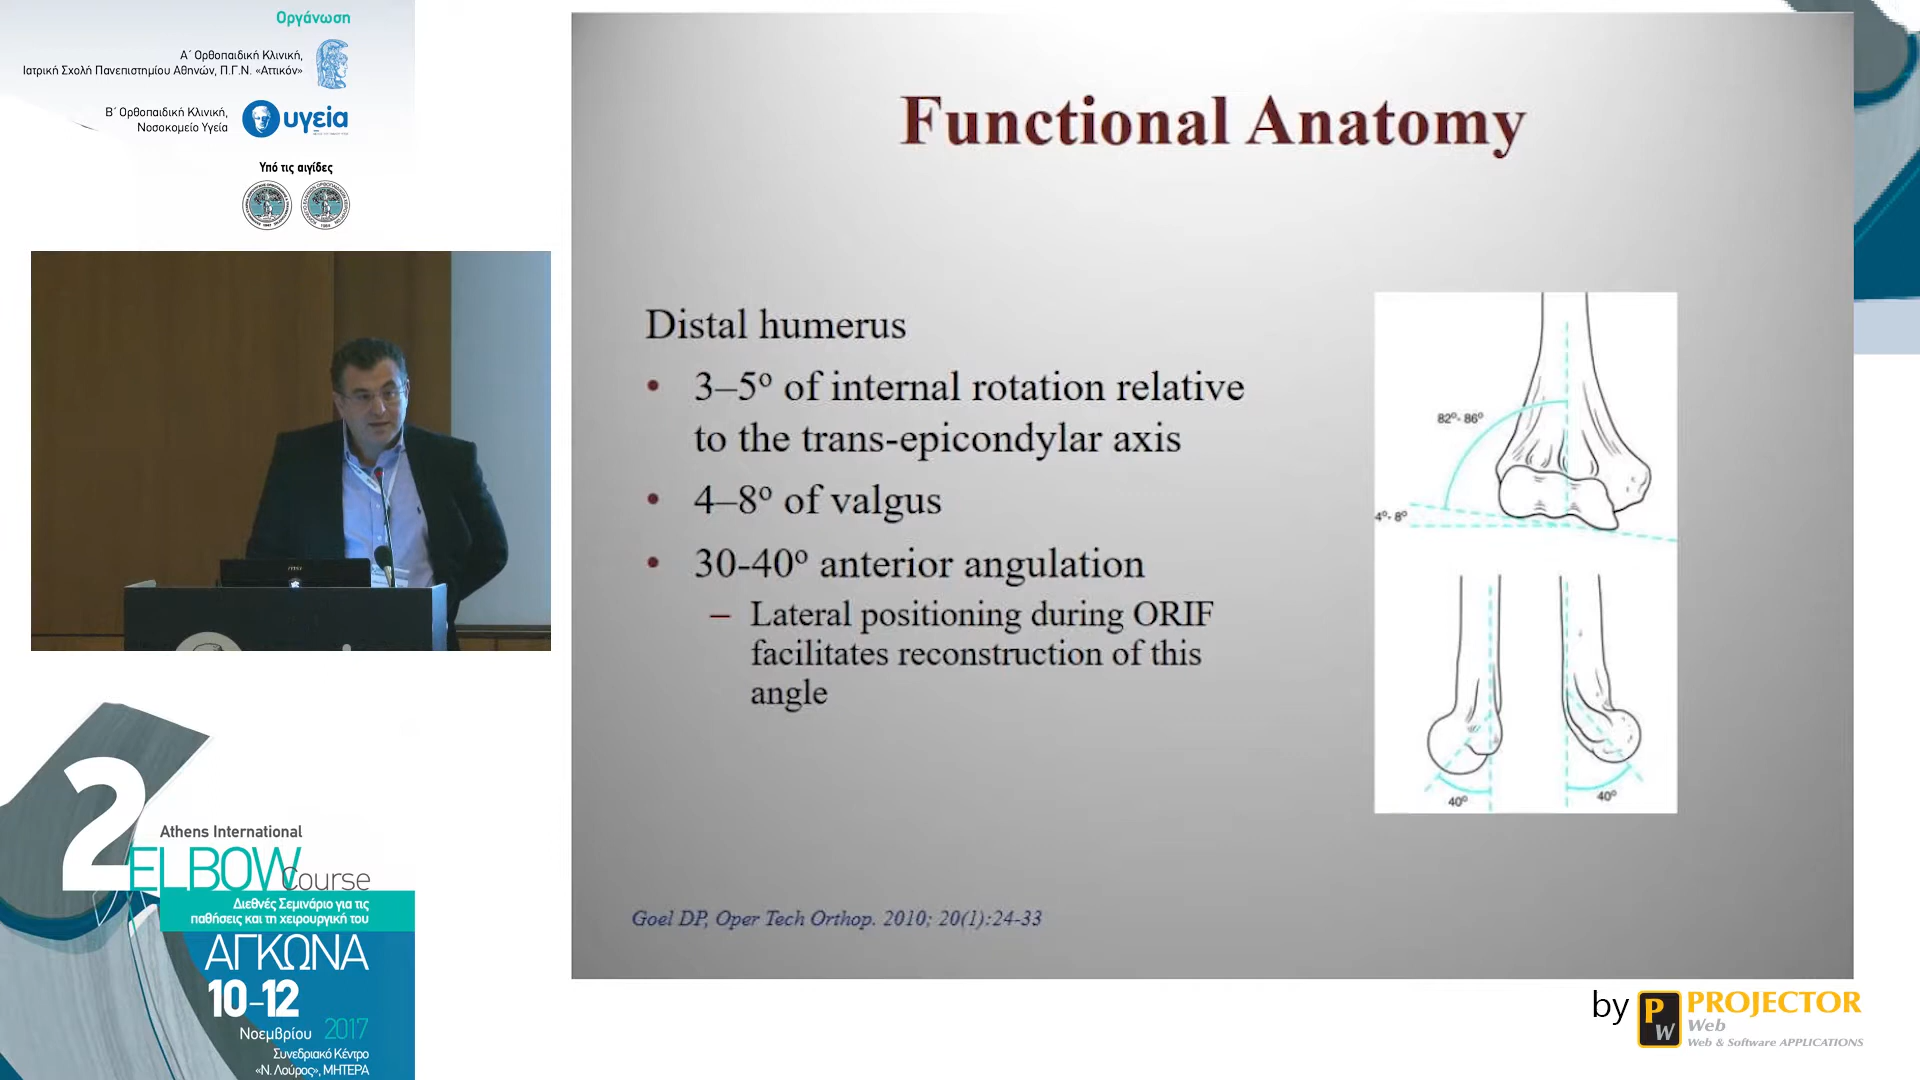 Οργάνωση
Α΄ Ορθοπαιδική Κλινική,
Ιατρική Σχολή Πανεπιστημίου Αθηνών, Π.Γ.Ν. «Αττικόν»
Β΄ Ορθοπαιδική Κλινική,
Νοσοκομείο Υγεία
υγεία
Υπό τις αιγίδες
Functional Anatomy
Distal humerus
• 3–5º of internal rotation relative
to the trans-epicondylar axis
• 4–8º of valgus
• 30-40º anterior angulation
– Lateral positioning during ORIF
facilitates reconstruction of this
angle
82º- 86º
4º- 8º
40º
40º
Goel DP, Oper Tech Orthop. 2010; 20(1):24-33
2
Athens International
ELBOW Course
Διεθνές Σεμινάριο για τις
παθήσεις και τη χειρουργική του
ΑΓΚΩΝΑ
10-12
Νοεμβρίου 2017
Συνεδριακό Κέντρο
«Ν. Λούρος», ΜΗΤΕΡΑ
by PW PROJECTOR
Web
Web & Software APPLICATIONS